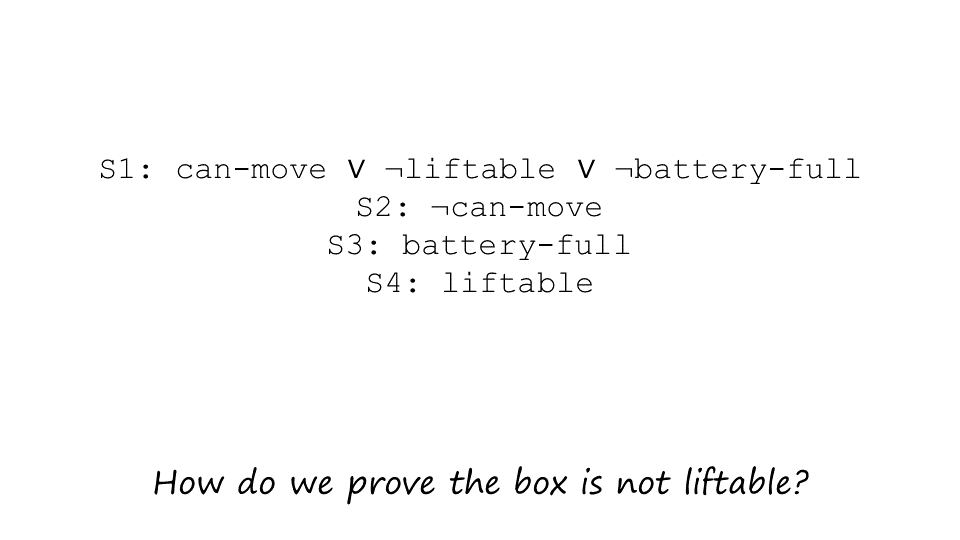 S1: can-move ∨ ¬liftable ∨ ¬battery-full
S2: ¬can-move
S3: battery-full
S4: liftable
How do we prove the box is not liftable?